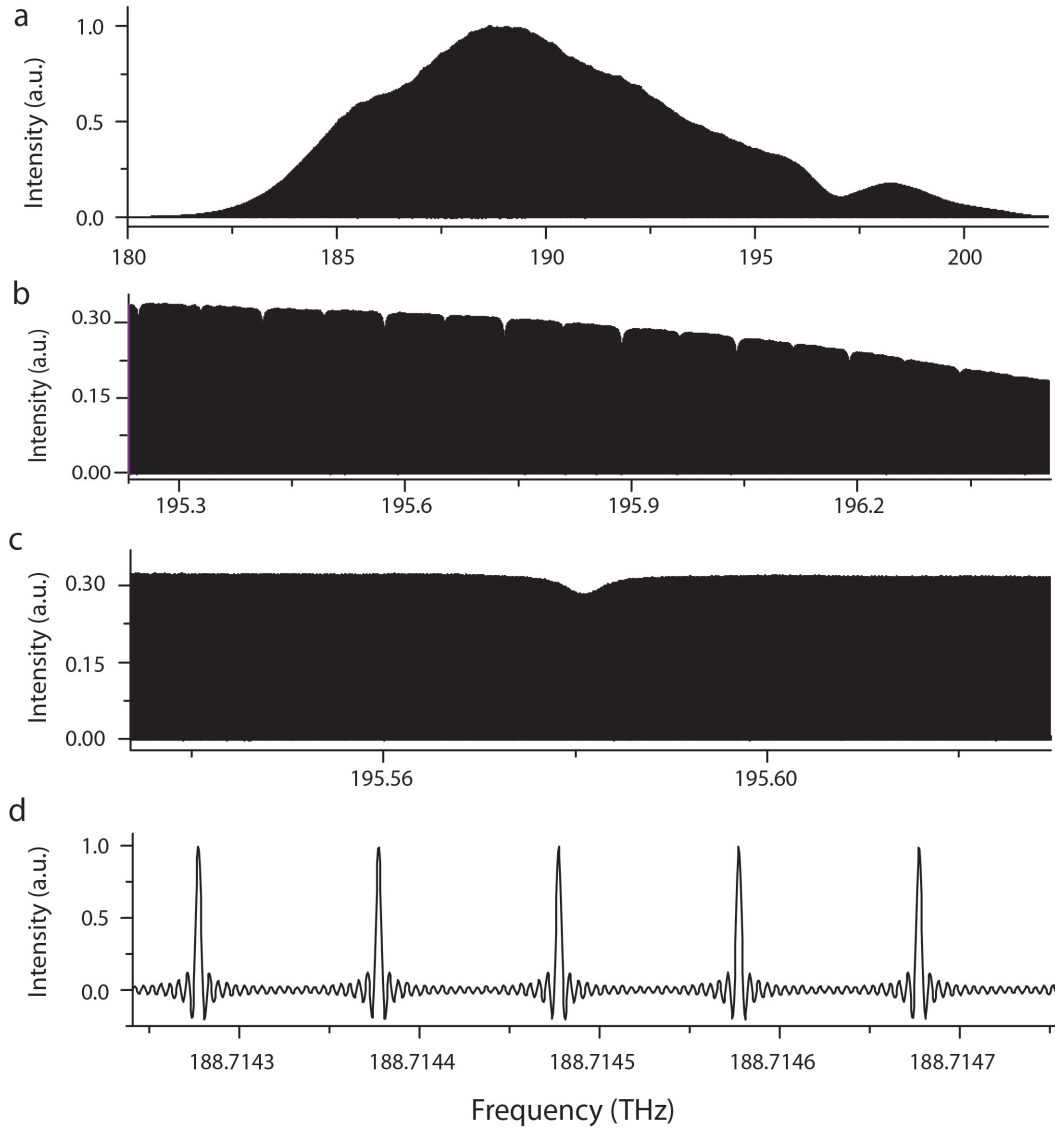 a
Intensity (a.u.)
1.0
0.5
0.0
180 185 190 195 200
b
Intensity (a.u.)
0.30
0.15
0.00
195.3 195.6 195.9 196.2
c
Intensity (a.u.)
0.30
0.15
0.00
195.56 195.60
d
Intensity (a.u.)
1.0
0.5
0.0
188.7143 188.7144 188.7145 188.7146 188.7147
Frequency (THz)